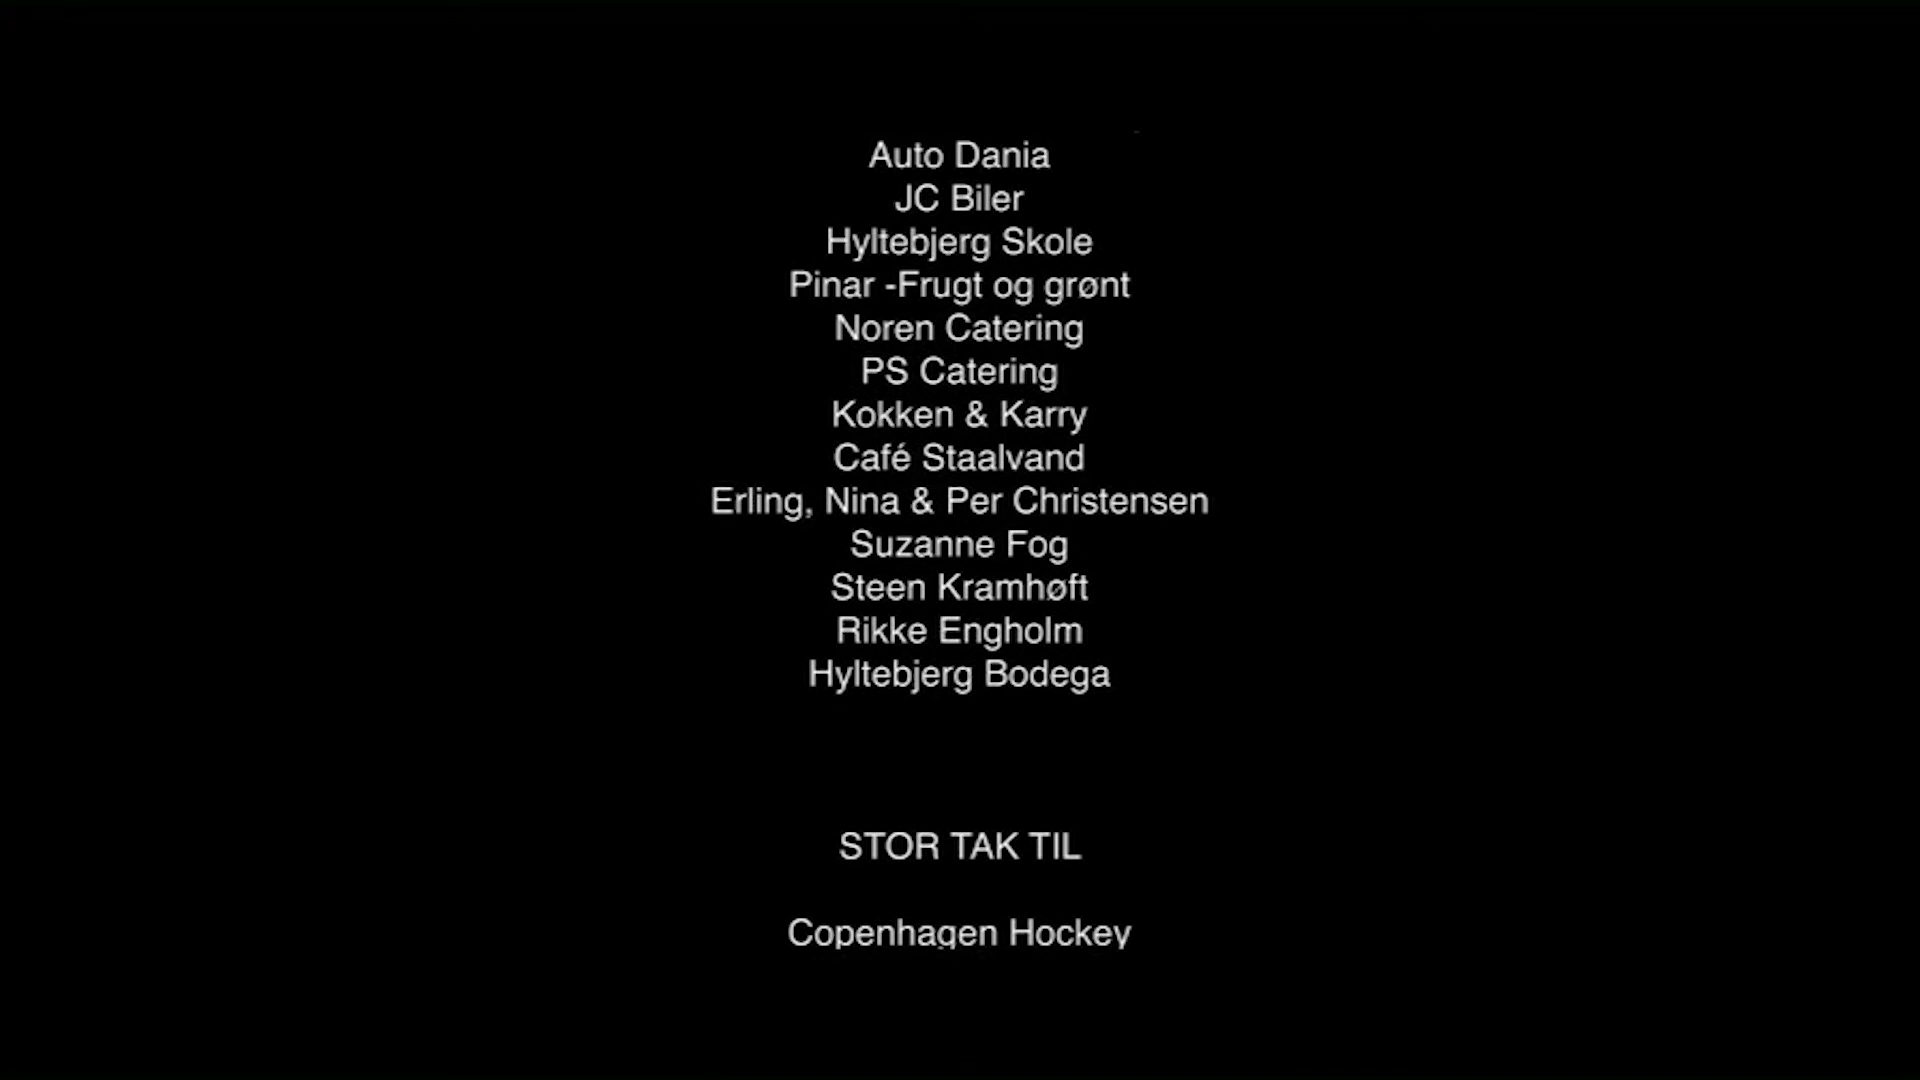 Auto Dania
JC Biler
Hyltebjerg Skole
Pinar -Frugt og grønt
Noren Catering
PS Catering
Kokken & Karry
Café Staalvand
Erling, Nina & Per Christensen
Suzanne Fog
Steen Kramhøft
Rikke Engholm
Hyltebjerg Bodega
STOR TAK TIL
Copenhagen Hockey